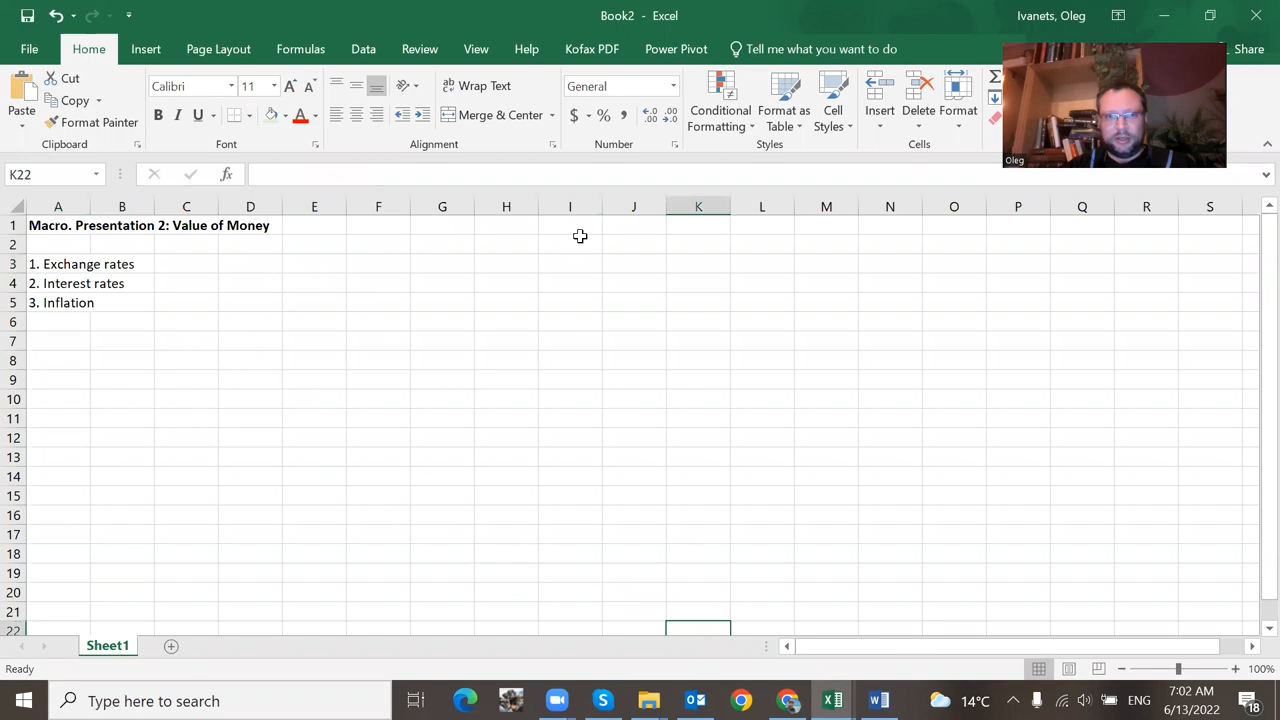 Book2 - Excel
Ivanets, Oleg
File Home Insert Page Layout Formulas Data Review View Help Kofax PDF Power Pivot Tell me what you want to do Share
Paste
Cut
Copy
Format Painter
Clipboard
Calibri 11
B I U
Font
Wrap Text
Merge & Center
Alignment
General
$ % ,
Number
Conditional Formatting
Format as Table
Cell Styles
Styles
Insert Delete Format
Cells
Oleg
K22
fx
A B C D E F G H I J K L M N O P Q R S
1 Macro. Presentation 2: Value of Money
2
3 1. Exchange rates
4 2. Interest rates
5 3. Inflation
6
7
8
9
10
11
12
13
14
15
16
17
18
19
20
21
22
Sheet1
Ready
100%
Type here to search
14°C
ENG
7:02 AM
6/13/2022
18